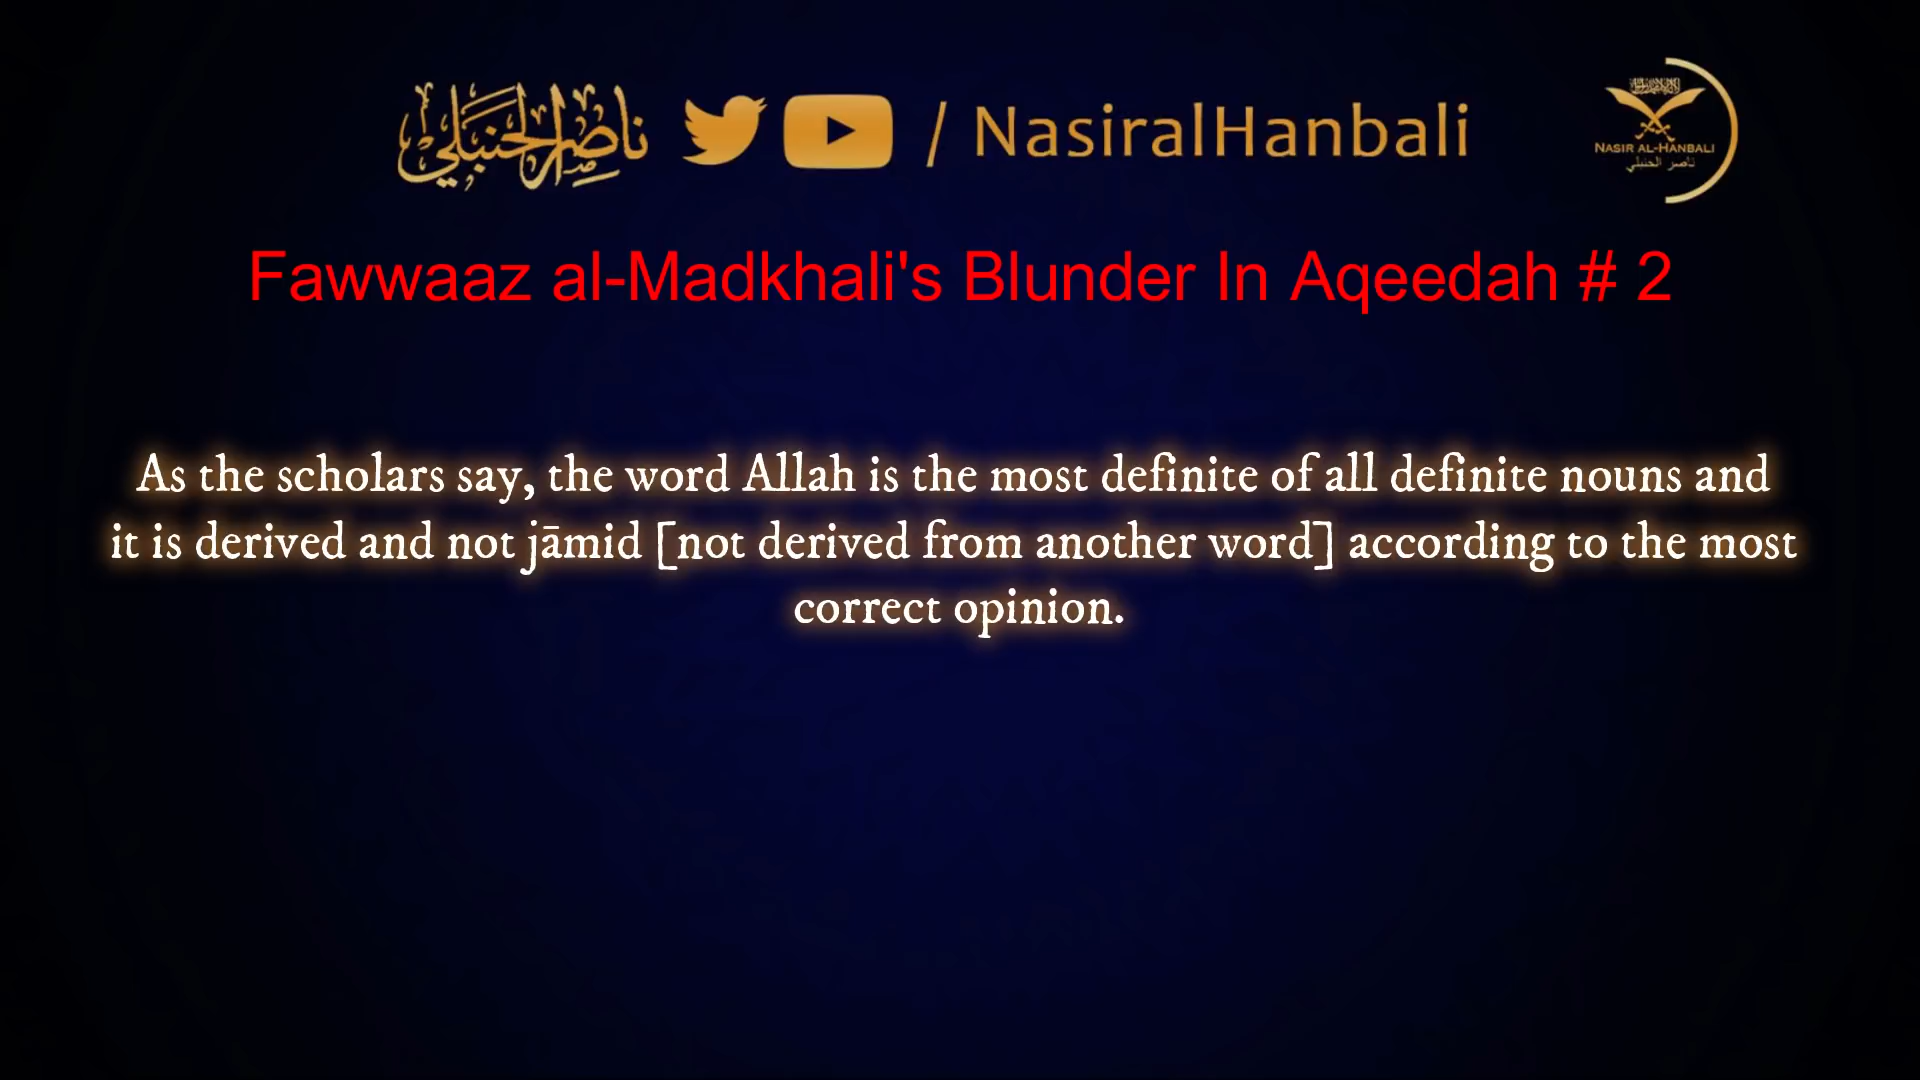 ناصر الحنبلي
/ NasiralHanbali
NASIR AL-HANBALI
ناصر الحنبلي
Fawwaaz al-Madkhali's Blunder In Aqeedah # 2
As the scholars say, the word Allah is the most definite of all definite nouns and
it is derived and not jāmid [not derived from another word] according to the most
correct opinion.